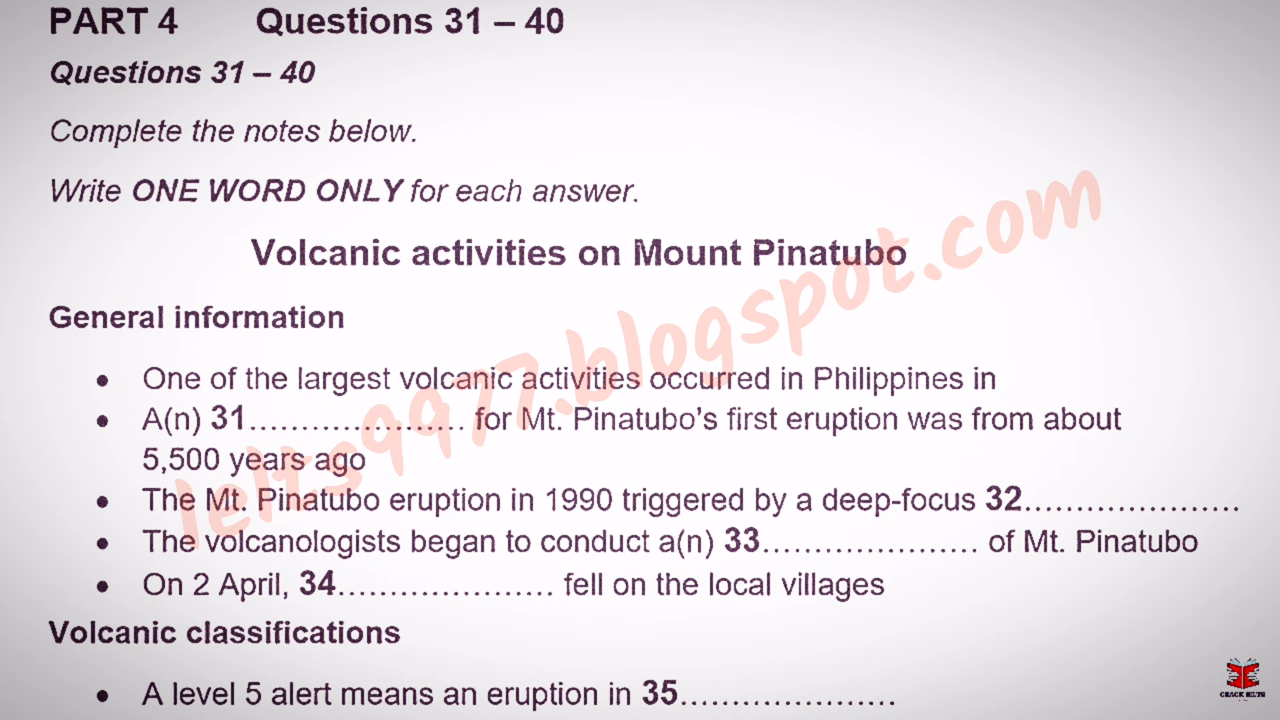 PART 4 Questions 31 – 40
Questions 31 – 40
Complete the notes below.
Write ONE WORD ONLY for each answer.
Volcanic activities on Mount Pinatubo
General information
• One of the largest volcanic activities occurred in Philippines in
• A(n) 31..................... for Mt. Pinatubo's first eruption was from about
5,500 years ago
• The Mt. Pinatubo eruption in 1990 triggered by a deep-focus 32.....................
• The volcanologists began to conduct a(n) 33..................... of Mt. Pinatubo
• On 2 April, 34..................... fell on the local villages
Volcanic classifications
• A level 5 alert means an eruption in 35.....................
Ielts9977.blogspot.com
CRACK IELTS